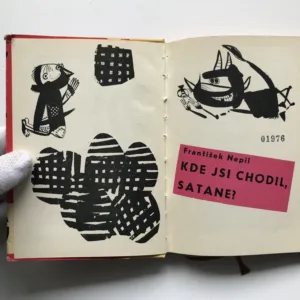 01976
František Nepil
KDE JSI CHODIL,
SATANE?